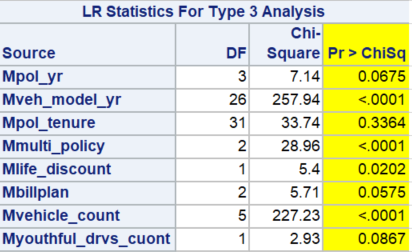 LR Statistics For Type 3 Analysis
Source DF Chi-Square Pr > ChiSq
Mpol_yr 3 7.14 0.0675
Mveh_model_yr 26 257.94 <.0001
Mpol_tenure 31 33.74 0.3364
Mmulti_policy 2 28.96 <.0001
Mlife_discount 1 5.4 0.0202
Mbillplan 2 5.71 0.0575
Mvehicle_count 5 227.23 <.0001
Myouthful_drvs_cuont 1 2.93 0.0867